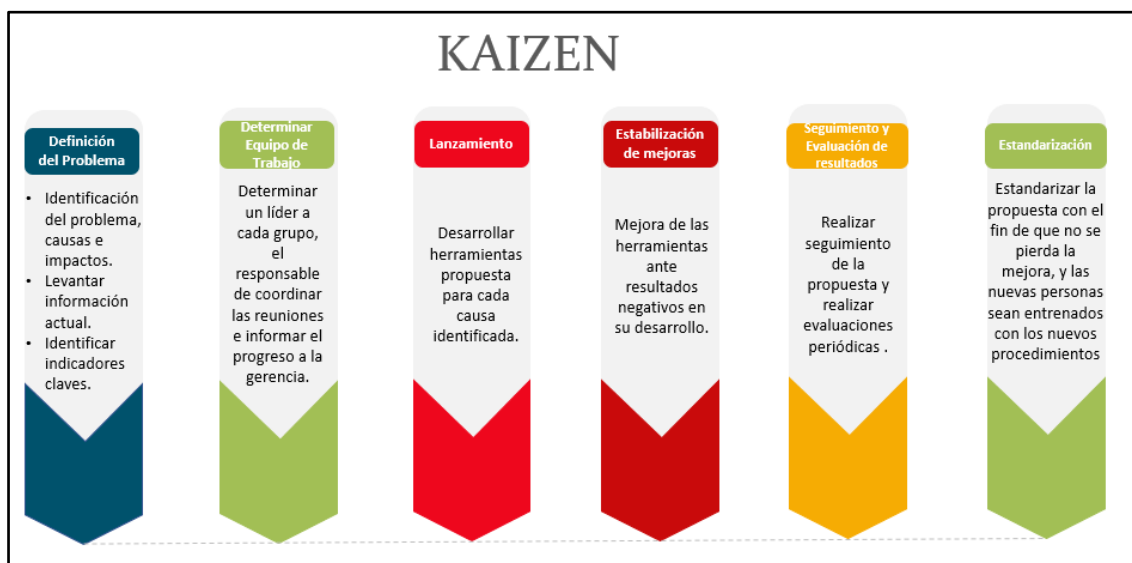 KAIZEN
Definición
del Problema
• Identificación
del problema,
causas e
impactos.
• Levantar
información
actual.
• Identificar
indicadores
claves.
Determinar
Equipo de
Trabajo
Determinar
un líder a
cada grupo,
el
responsable
de coordinar
las reuniones
e informar el
progreso a la
gerencia.
Lanzamiento
Desarrollar
herramientas
propuesta
para cada
causa
identificada.
Estabilización
de mejoras
Mejora de las
herramientas
ante
resultados
negativos en
su desarrollo.
Seguimiento y
Evaluación de
resultados
Realizar
seguimiento
de la
propuesta y
realizar
evaluaciones
periódicas .
Estandarización
Estandarizar la
propuesta con el
fin de que no se
pierda la
mejora, y las
nuevas personas
sean entrenados
con los nuevos
procedimientos